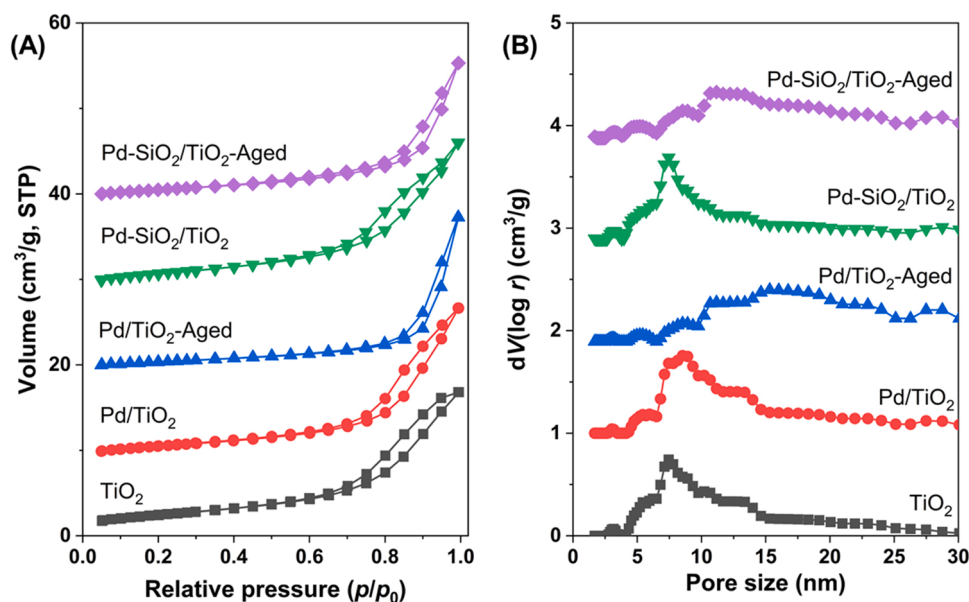 (A)
Volume (cm³/g, STP)
60
40
20
0
Pd-SiO₂/TiO₂-Aged
Pd-SiO₂/TiO₂
Pd/TiO₂-Aged
Pd/TiO₂
TiO₂
0.0 0.2 0.4 0.6 0.8 1.0
Relative pressure (p/p₀)
(B)
dV(log r) (cm³/g)
5
4
3
2
1
0
Pd-SiO₂/TiO₂-Aged
Pd-SiO₂/TiO₂
Pd/TiO₂-Aged
Pd/TiO₂
TiO₂
0 5 10 15 20 25 30
Pore size (nm)